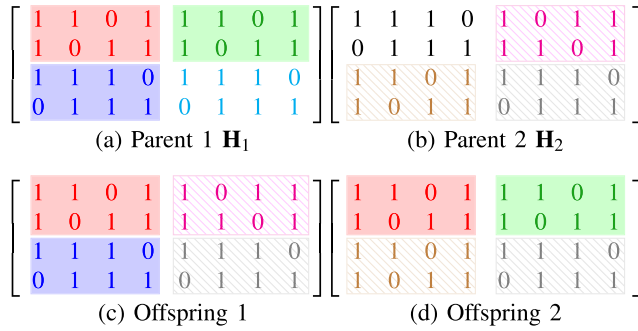 1 1 0 1 1 1 0 1 1 1 1 0 1 0 1 1
1 0 1 1 1 0 1 1 0 1 1 1 1 1 0 1
1 1 1 0 1 1 1 0 1 1 0 1 1 1 1 0
0 1 1 1 0 1 1 1 1 0 1 1 0 1 1 1
(a) Parent 1 H₁ (b) Parent 2 H₂
1 1 0 1 1 0 1 1 1 1 0 1 1 1 0 1
1 0 1 1 1 1 0 1 1 0 1 1 1 0 1 1
1 1 1 0 1 1 1 0 1 1 0 1 1 1 1 0
0 1 1 1 0 1 1 1 1 0 1 1 0 1 1 1
(c) Offspring 1 (d) Offspring 2